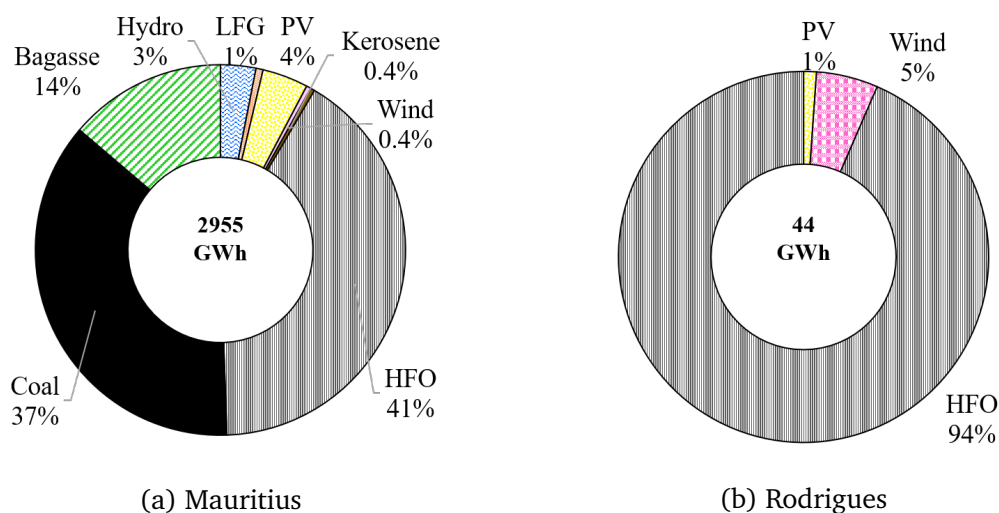 Hydro
3%
LFG
1%
PV
4%
Kerosene
0.4%
Bagasse
14%
Wind
0.4%
2955
GWh
Coal
37%
HFO
41%
(a) Mauritius
PV
1%
Wind
5%
44
GWh
HFO
94%
(b) Rodrigues